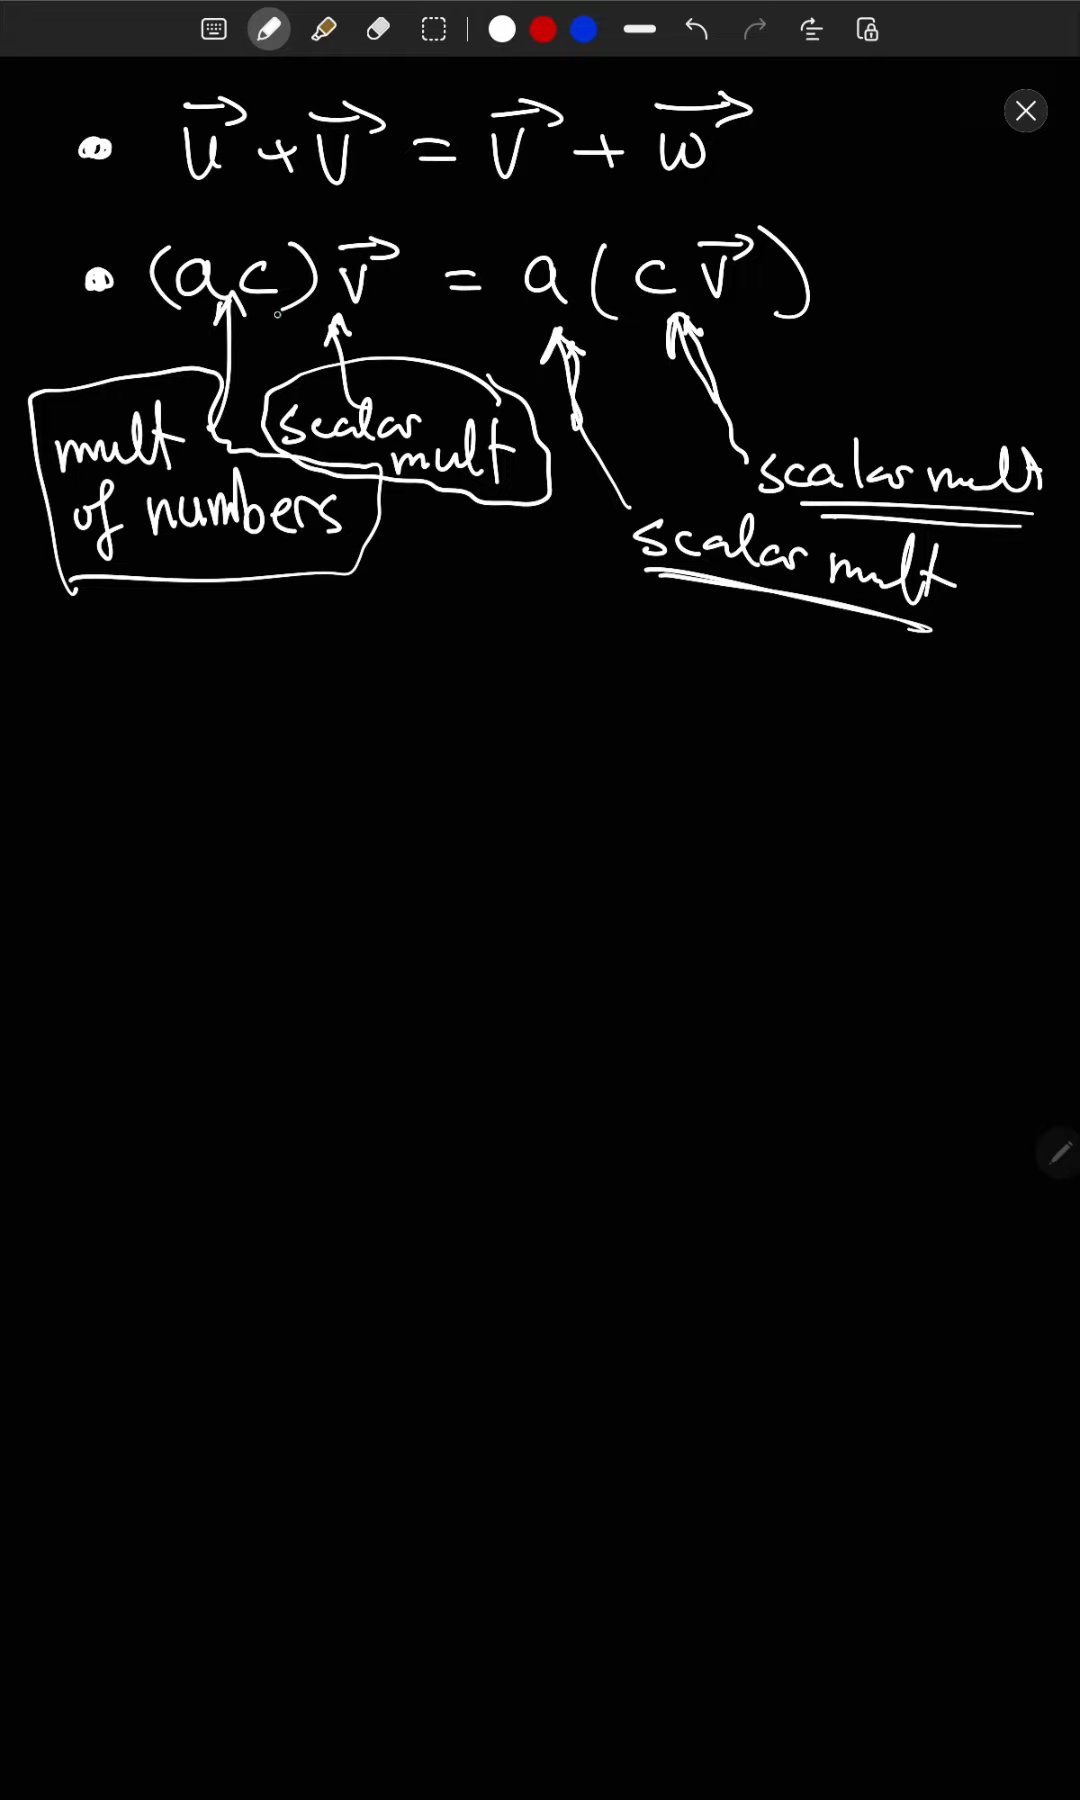 • u⃗ + v⃗ = v⃗ + w⃗
• (ac) v⃗ = a(c v⃗)
mult of numbers
scalar mult
scalar mult
scalar mult